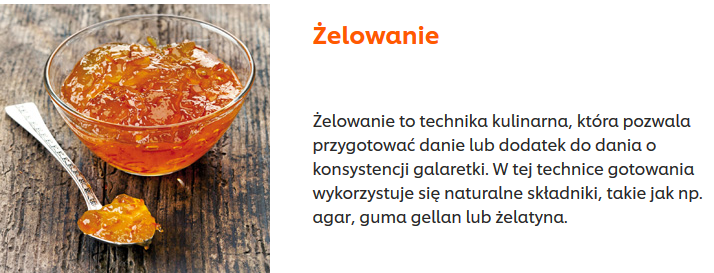 Żelowanie
Żelowanie to technika kulinarna, która pozwala
przygotować danie lub dodatek do dania o
konsystencji galaretki. W tej technice gotowania
wykorzystuje się naturalne składniki, takie jak np.
agar, guma gellan lub żelatyna.